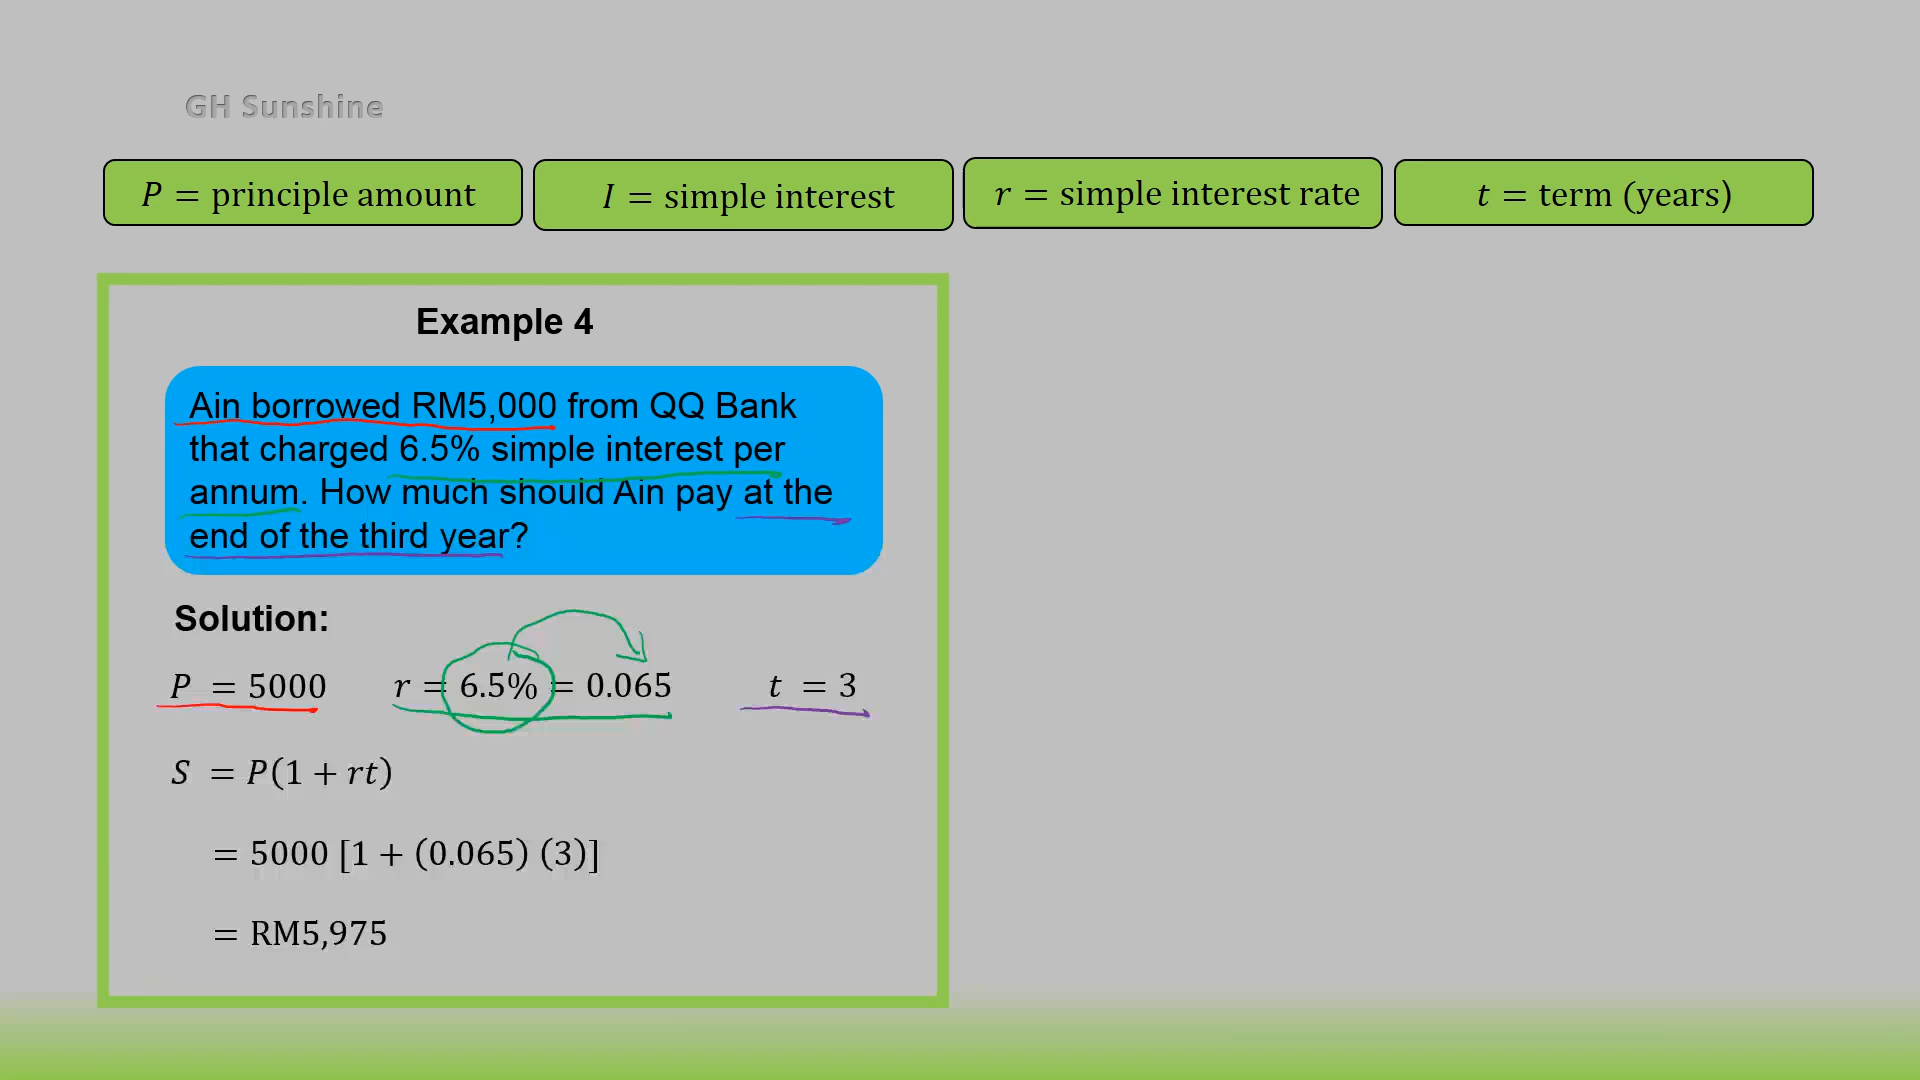 GH Sunshine
P = principle amount
I = simple interest
r = simple interest rate
t = term (years)
Example 4
Ain borrowed RM5,000 from QQ Bank
that charged 6.5% simple interest per
annum. How much should Ain pay at the
end of the third year?
Solution:
P = 5000 r = 6.5% = 0.065 t = 3
S = P(1 + rt)
= 5000 [1 + (0.065) (3)]
= RM5,975